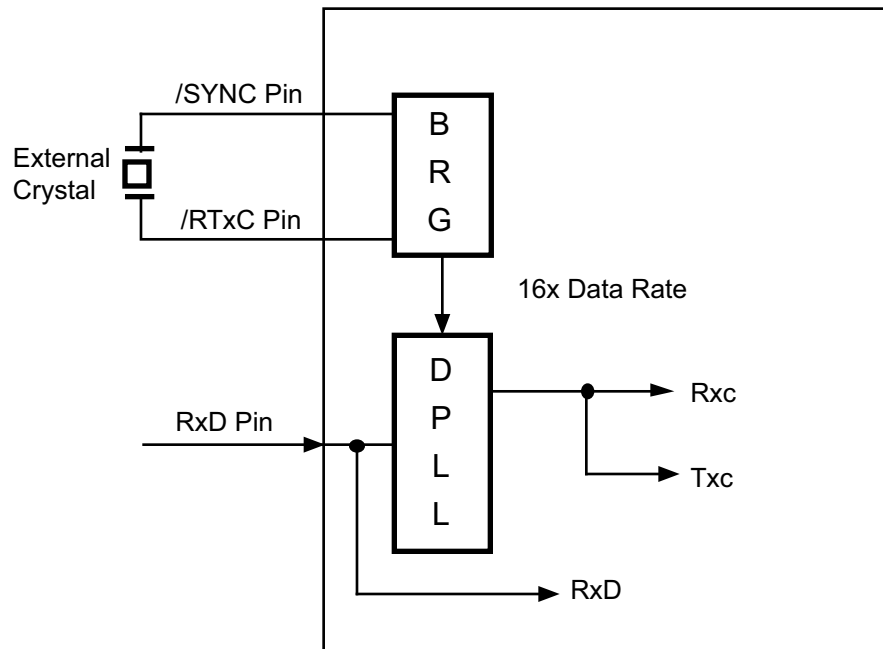 /SYNC Pin
External
Crystal
/RTxC Pin
B
R
G
16x Data Rate
D
P
L
L
RxD Pin
Rxc
Txc
RxD